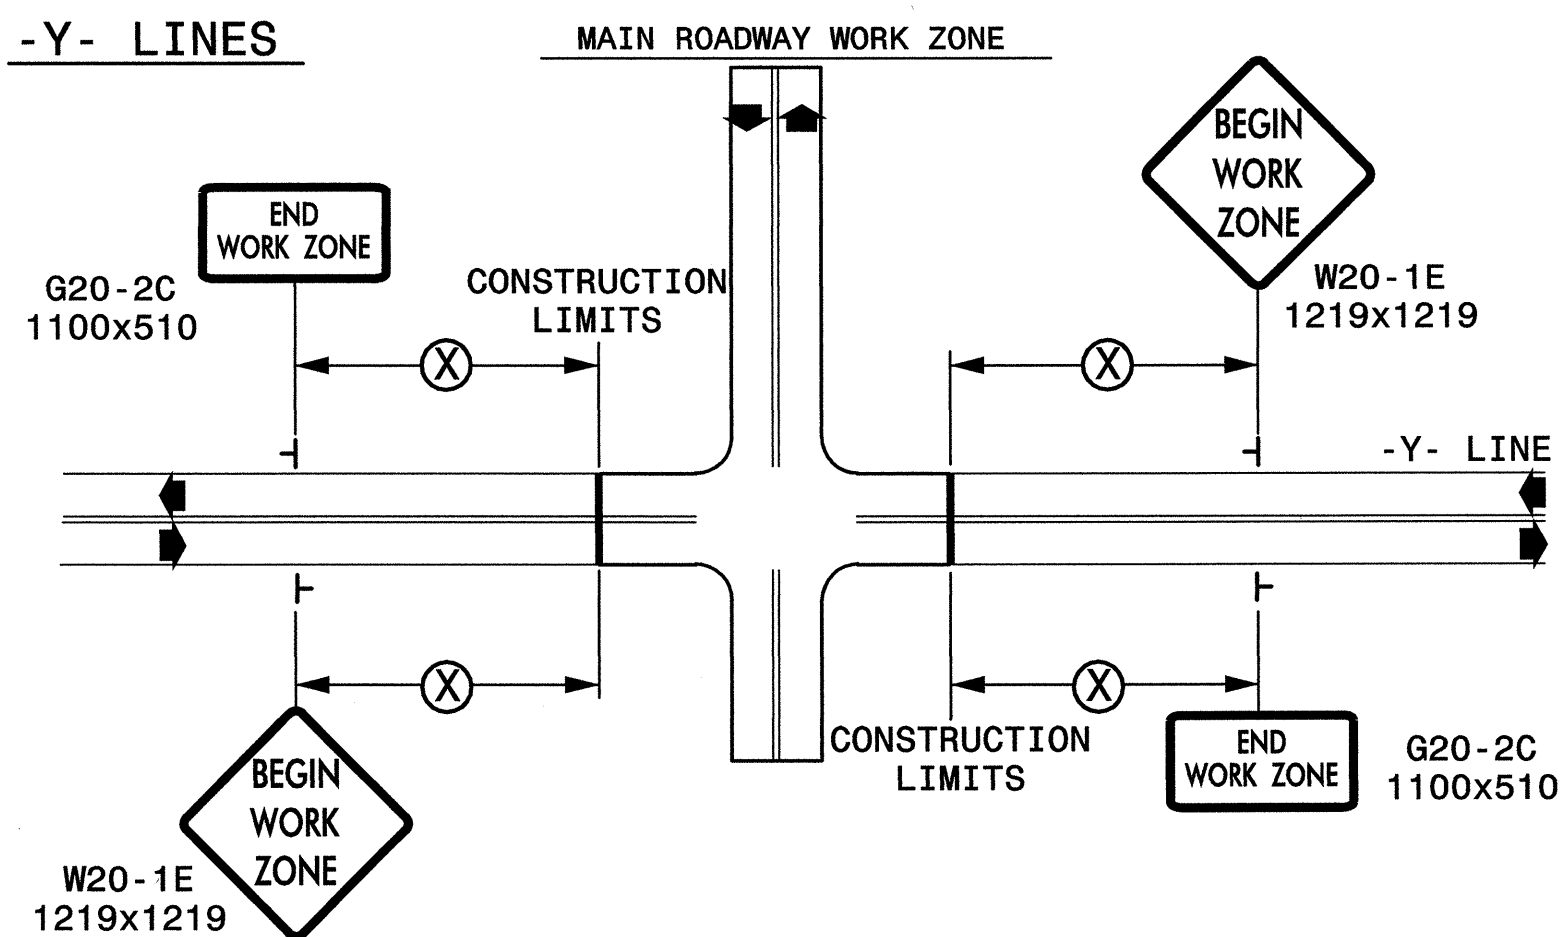 -Y- LINES
MAIN ROADWAY WORK ZONE
BEGIN
WORK
ZONE
END
WORK ZONE
G20-2C
1100x510
CONSTRUCTION
LIMITS
W20-1E
1219x1219
X
X
-Y- LINE
X
X
CONSTRUCTION
LIMITS
END
WORK ZONE
G20-2C
1100x510
BEGIN
WORK
ZONE
W20-1E
1219x1219